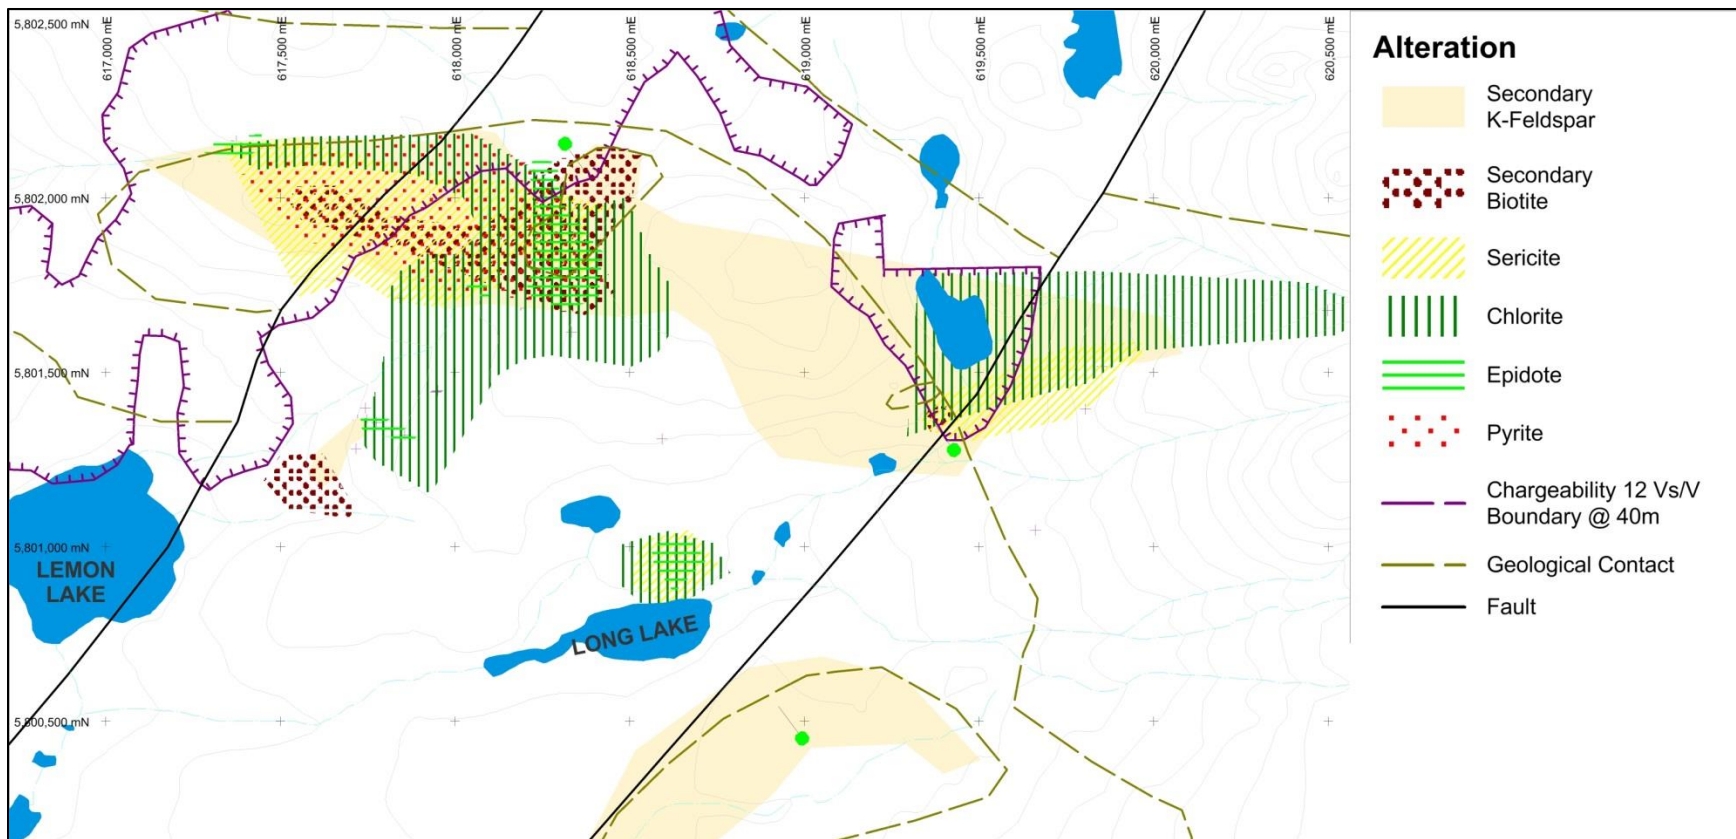 5,802,500 mN
617,000 mE
617,500 mE
618,000 mE
618,500 mE
619,000 mE
619,500 mE
620,000 mE
620,500 mE
5,802,000 mN
5,801,500 mN
5,801,000 mN
5,800,500 mN
LEMON
LAKE
LONG LAKE
Alteration
Secondary
K-Feldspar
Secondary
Biotite
Sericite
Chlorite
Epidote
Pyrite
Chargeability 12 Vs/V
Boundary @ 40m
Geological Contact
Fault